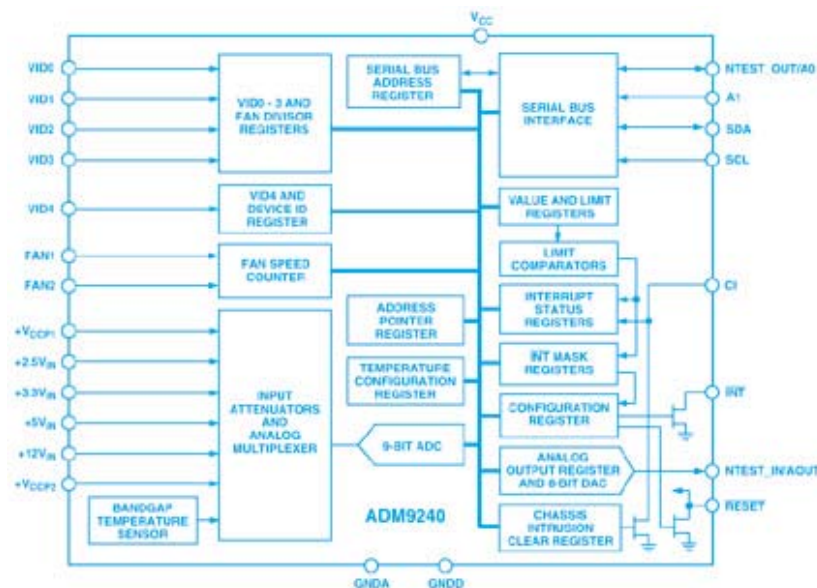 VCC
VID0
VID1
VID2
VID3
VID4
FAN1
FAN2
+VCCP1
+2.5VIN
+3.3VIN
+5VIN
+12VIN
+VCCP2
VID0 - 3 AND
FAN DIVISOR
REGISTERS
VID4 AND
DEVICE ID
REGISTER
FAN SPEED
COUNTER
INPUT
ATTENUATORS
AND
ANALOG
MULTIPLEXER
BANDGAP
TEMPERATURE
SENSOR
SERIAL BUS
ADDRESS
REGISTER
ADDRESS
POINTER
REGISTER
TEMPERATURE
CONFIGURATION
REGISTER
9-BIT ADC
ADM9240
SERIAL BUS
INTERFACE
VALUE AND LIMIT
REGISTERS
LIMIT
COMPARATORS
INTERRUPT
STATUS
REGISTERS
INT MASK
REGISTERS
CONFIGURATION
REGISTER
ANALOG
OUTPUT REGISTER
AND 8-BIT DAC
CHASSIS
INTRUSION
CLEAR REGISTER
NTEST_OUT/A0
A1
SDA
SCL
CI
INT
NTEST_IN/AOUT
RESET
GNDA
GNDD